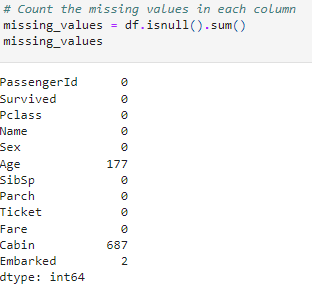 # Count the missing values in each column
missing_values = df.isnull().sum()
missing_values
PassengerId 0
Survived 0
Pclass 0
Name 0
Sex 0
Age 177
SibSp 0
Parch 0
Ticket 0
Fare 0
Cabin 687
Embarked 2
dtype: int64